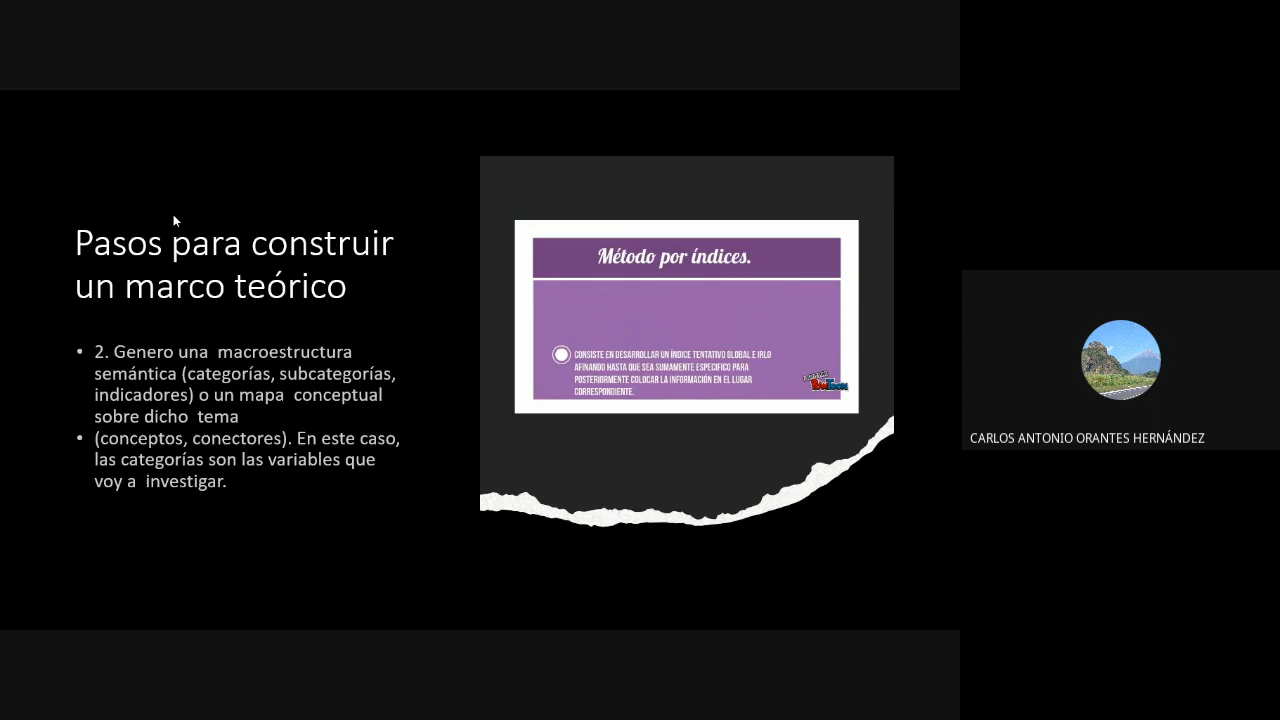 Pasos para construir
un marco teórico
• 2. Genero una macroestructura
semántica (categorías, subcategorías,
indicadores) o un mapa conceptual
sobre dicho tema
• (conceptos, conectores). En este caso,
las categorías son las variables que
voy a investigar.
Método por índices.
CONSISTE EN DESARROLLAR UN ÍNDICE TENTATIVO GLOBAL E IRLO
AFINANDO HASTA QUE SEA SUMAMENTE ESPECIFICO PARA
POSTERIORMENTE COLOCAR LA INFORMACIÓN EN EL LUGAR
CORRESPONDIENTE.
CARLOS ANTONIO ORANTES HERNÁNDEZ